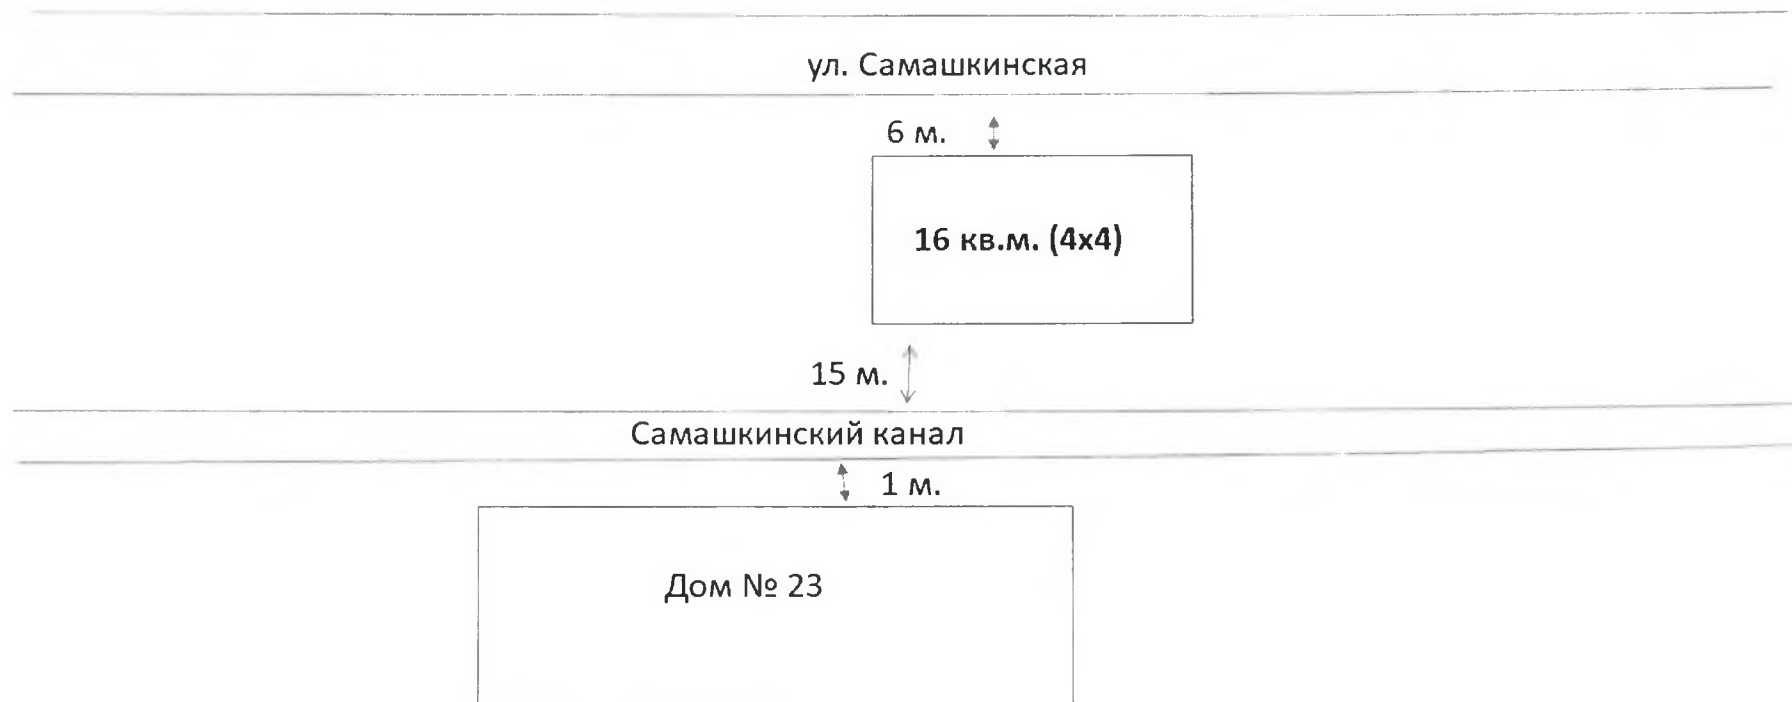 ул. Самашкинская
6 м.
16 кв.м. (4х4)
15 м.
Самашкинский канал
1 м.
Дом № 23